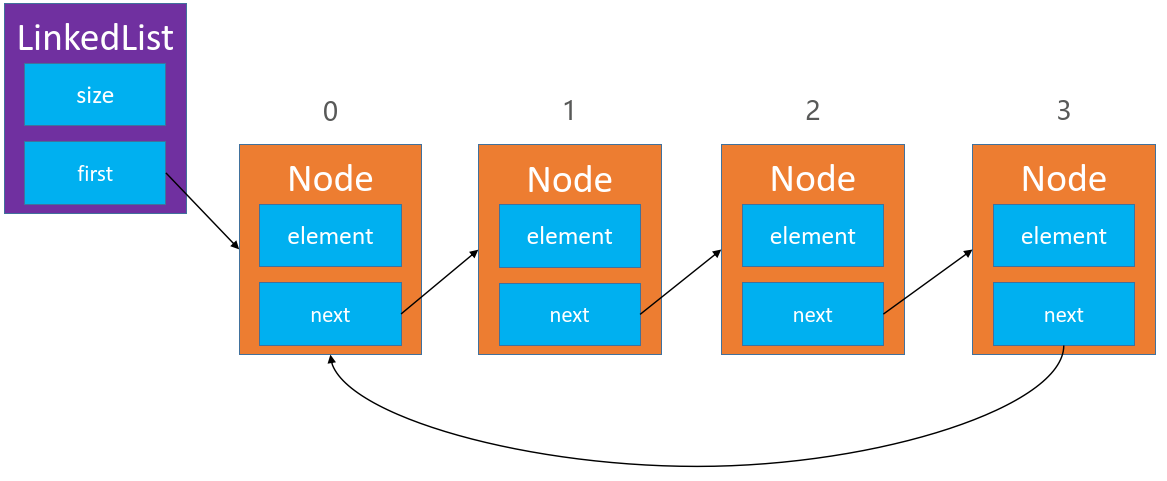 LinkedList
size
first
0
1
2
3
Node
element
next
Node
element
next
Node
element
next
Node
element
next